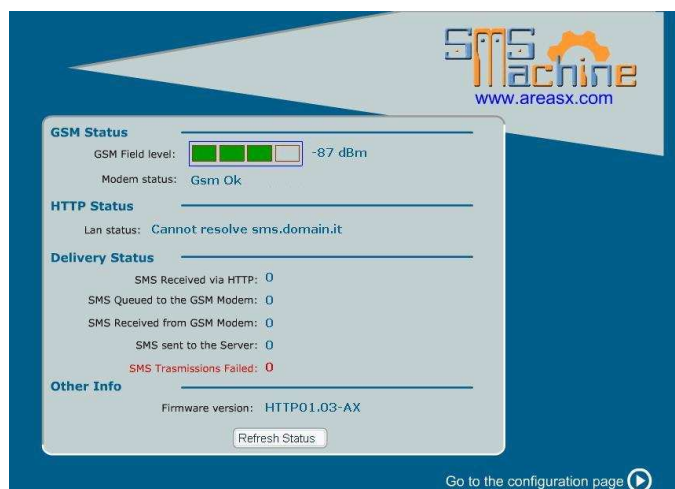 SMS
Machine
www.areasx.com
GSM Status
GSM Field level: -87 dBm
Modem status: Gsm Ok
HTTP Status
Lan status: Cannot resolve sms.domain.it
Delivery Status
SMS Received via HTTP: 0
SMS Queued to the GSM Modem: 0
SMS Received from GSM Modem: 0
SMS sent to the Server: 0
SMS Trasmissions Failed: 0
Other Info
Firmware version: HTTP01.03-AX
Refresh Status
Go to the configuration page